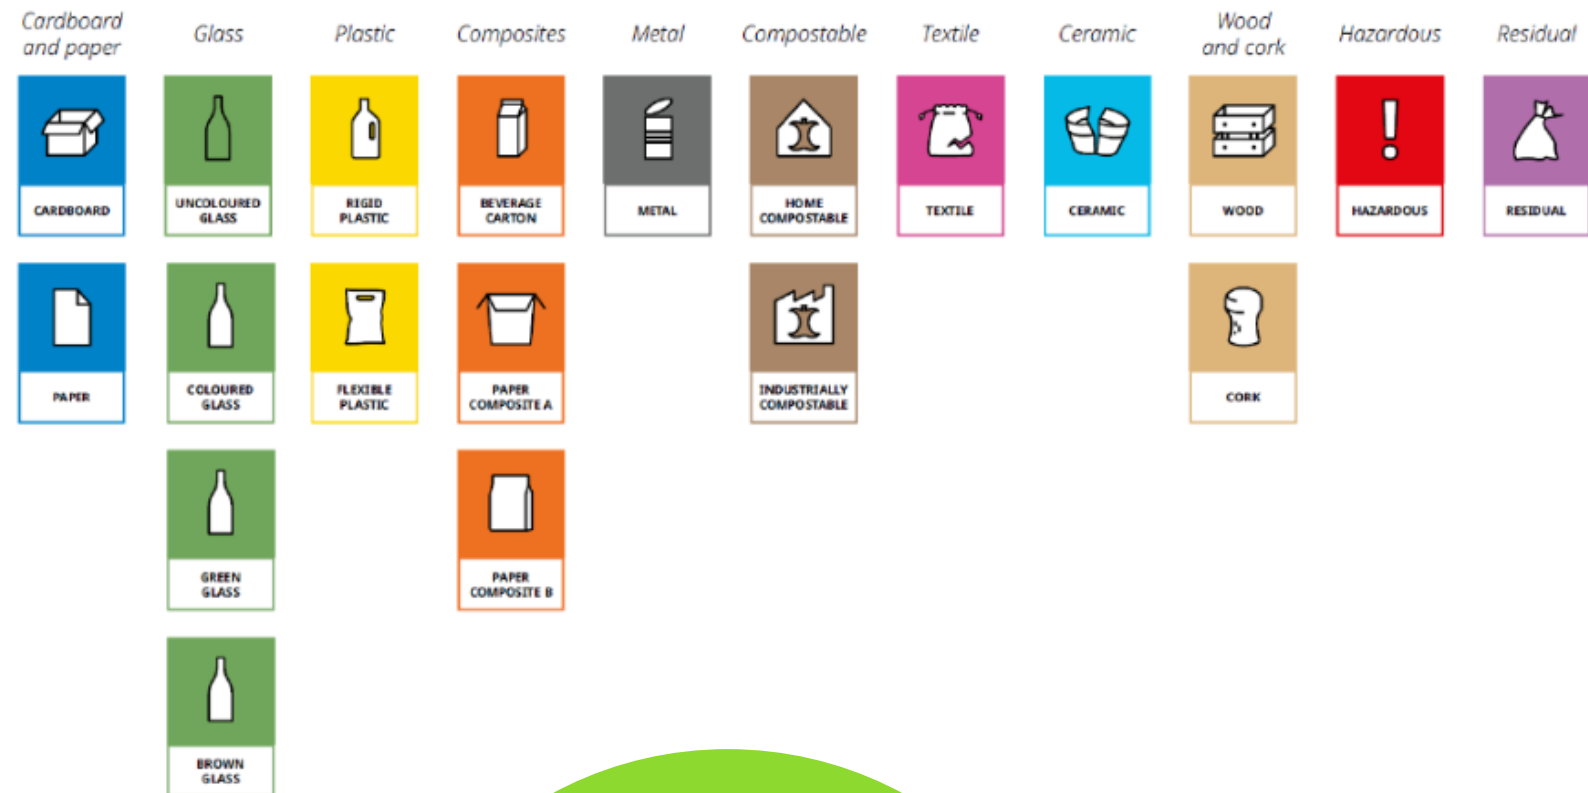 Cardboard
and paper
Glass
Plastic
Composites
Metal
Compostable
Textile
Ceramic
Wood
and cork
Hazardous
Residual
CARDBOARD
UNCOLOURED
GLASS
RIGID
PLASTIC
BEVERAGE
CARTON
METAL
HOME
COMPOSTABLE
TEXTILE
CERAMIC
WOOD
HAZARDOUS
RESIDUAL
PAPER
COLOURED
GLASS
FLEXIBLE
PLASTIC
PAPER
COMPOSITE A
INDUSTRIALLY
COMPOSTABLE
CORK
GREEN
GLASS
PAPER
COMPOSITE B
BROWN
GLASS